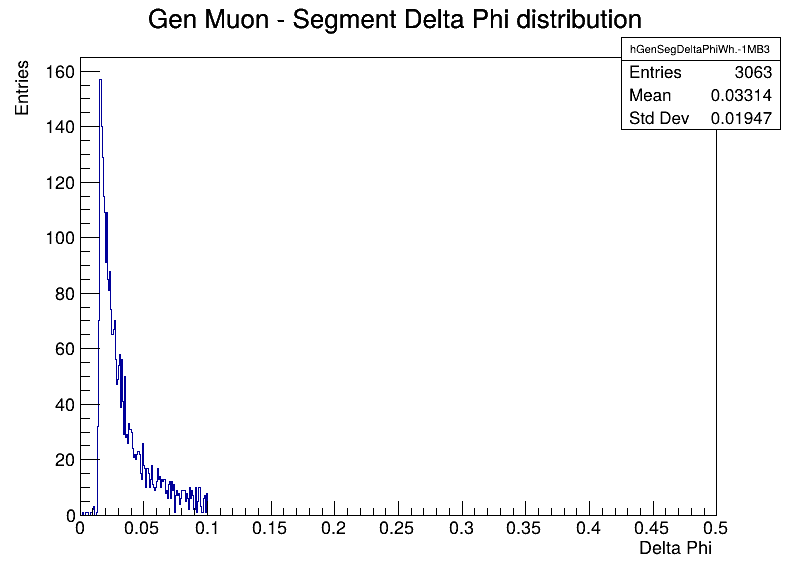 Gen Muon - Segment Delta Phi distribution
hGenSegDeltaPhiWh.-1MB3
Entries 3063
Mean 0.03314
Std Dev 0.01947
Entries
160
140
120
100
80
60
40
20
0
0 0.05 0.1 0.15 0.2 0.25 0.3 0.35 0.4 0.45 0.5
Delta Phi